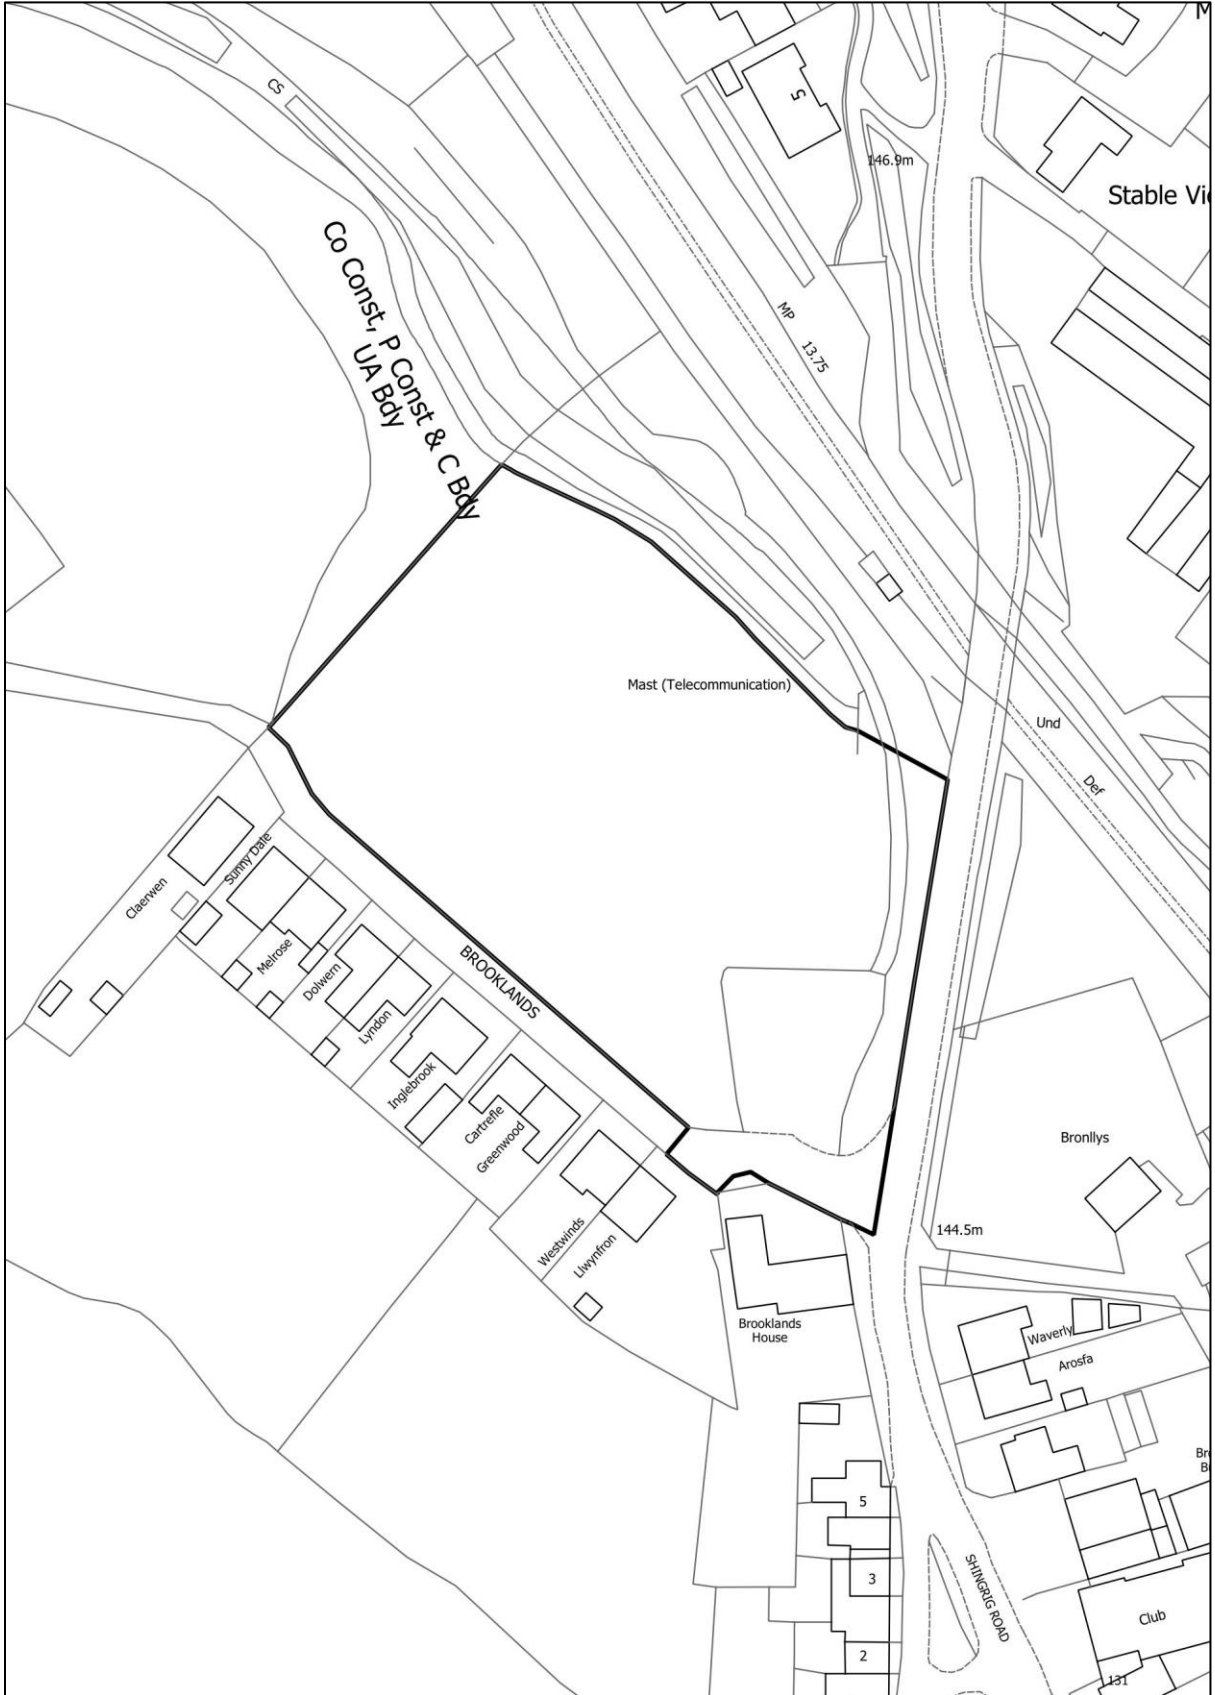 M
CS
5
146.9m
Stable Vi
Co Const, P Const & C Bdy
UA Bdy
MP
13.75
Mast (Telecommunication)
Und
Def
Claerwen
Sunny Dale
Melrose
Dolwern
Lyndon
BROOKLANDS
Inglebrook
Cartrefle
Greenwood
Westwinds
Llwynfron
Bronllys
144.5m
Brooklands
House
Waverly
Arosfa
Br
B
5
3
2
SHINGRIG ROAD
Club
131